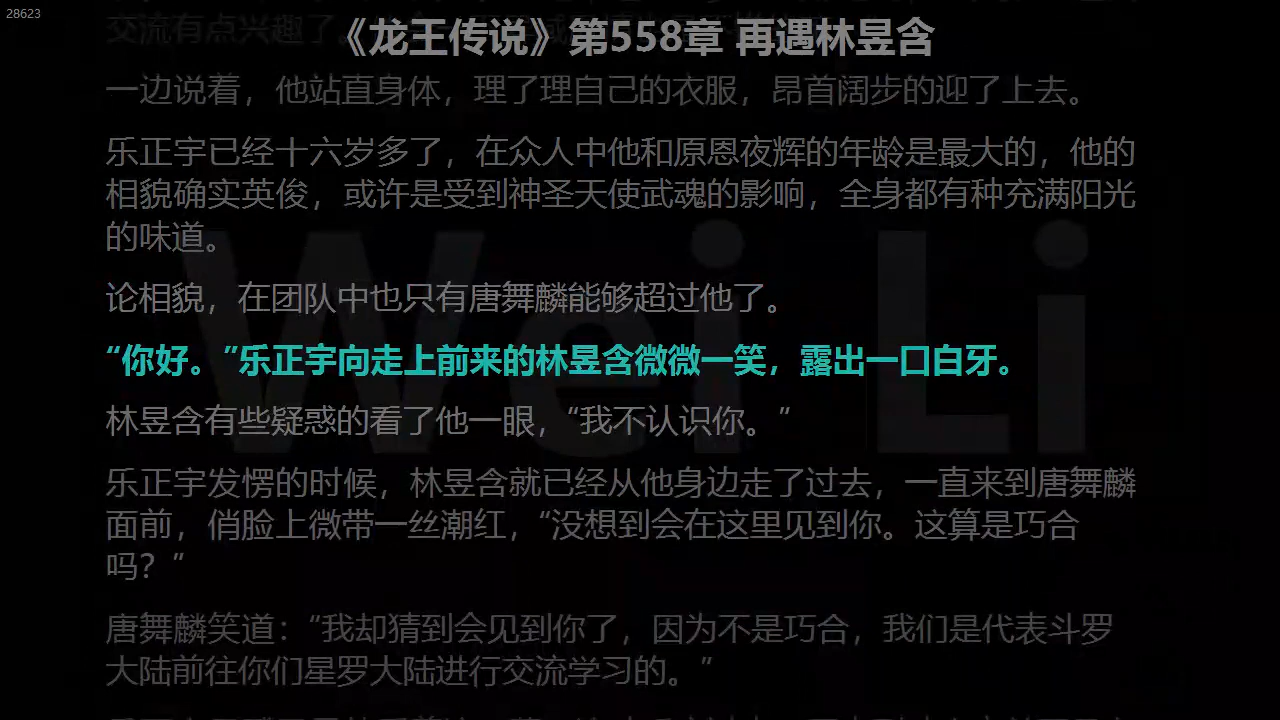 28623
交流有点兴趣了。
《龙王传说》第558章 再遇林昱含
一边说着，他站直身体，理了理自己的衣服，昂首阔步的迎了上去。
乐正宇已经十六岁多了，在众人中他和原恩夜辉的年龄是最大的，他的
相貌确实英俊，或许是受到神圣天使武魂的影响，全身都有种充满阳光
的味道。
论相貌，在团队中也只有唐舞麟能够超过他了。
“你好。”乐正宇向走上前来的林昱含微微一笑，露出一口白牙。
林昱含有些疑惑的看了他一眼，“我不认识你。”
乐正宇发愣的时候，林昱含就已经从他身边走了过去，一直来到唐舞麟
面前，俏脸上微带一丝潮红，“没想到会在这里见到你。这算是巧合
吗？”
唐舞麟笑道：“我却猜到会见到你了，因为不是巧合，我们是代表斗罗
大陆前往你们星罗大陆进行交流学习的。”
Wei Li